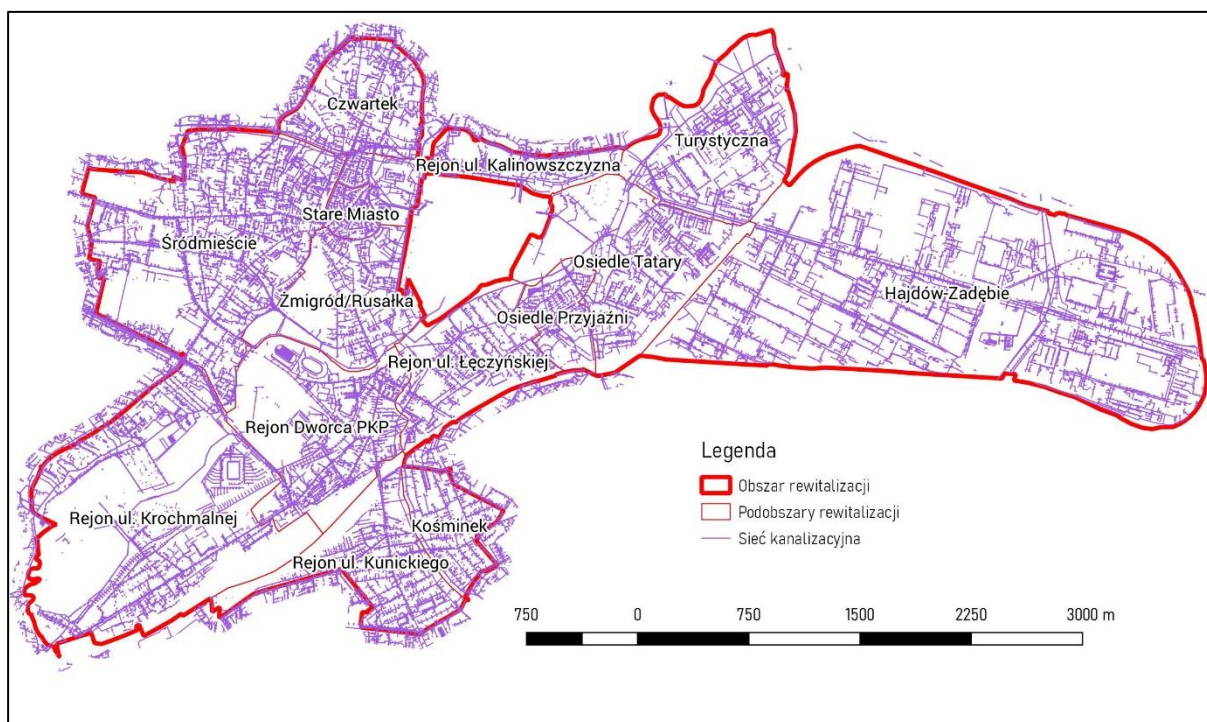 Czwartek
Turystyczna
Rejon ul. Kalinowszczyzna
Stare Miasto
Śródmieście
Osiedle Tatary
Żmigród/Rusałka
Hajdów-Zadębie
Osiedle Przyjaźni
Rejon ul. Łęczyńskiej
Rejon Dworca PKP
Legenda
Obszar rewitalizacji
Podobszary rewitalizacji
Sieć kanalizacyjna
Rejon ul. Krochmalnej
Kośminek
Rejon ul. Kunickiego
750 0 750 1500 2250 3000 m